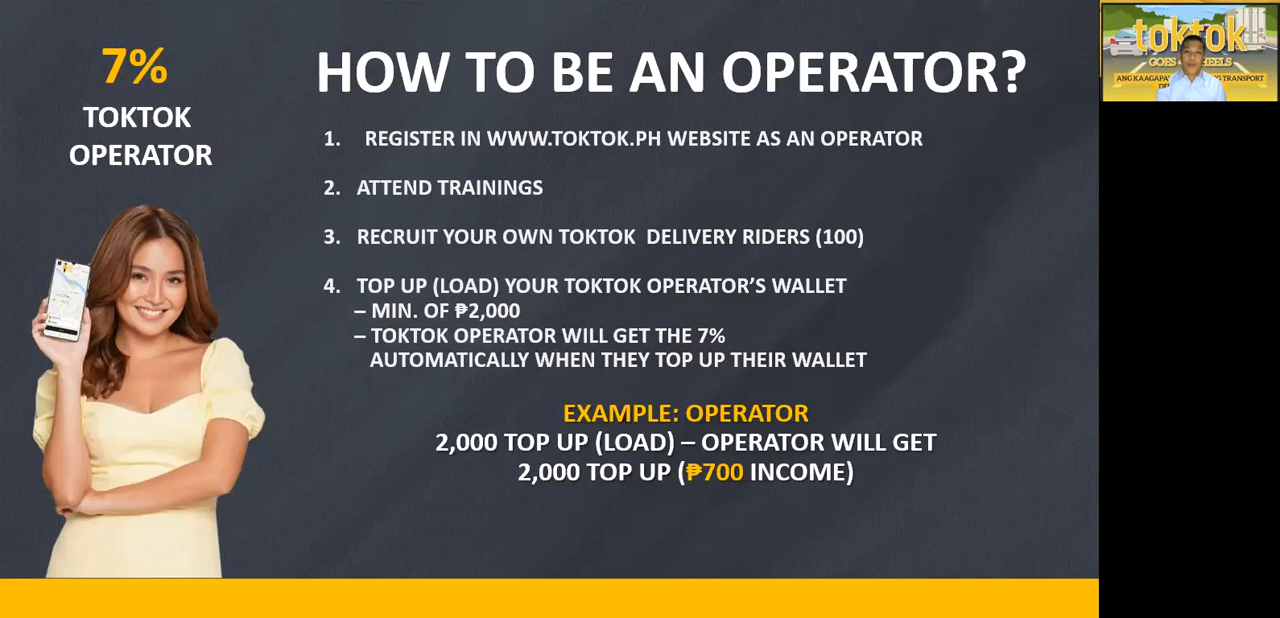 7%
TOKTOK
OPERATOR
HOW TO BE AN OPERATOR?
1. REGISTER IN WWW.TOKTOK.PH WEBSITE AS AN OPERATOR
2. ATTEND TRAININGS
3. RECRUIT YOUR OWN TOKTOK DELIVERY RIDERS (100)
4. TOP UP (LOAD) YOUR TOKTOK OPERATOR'S WALLET
– MIN. OF ₱2,000
– TOKTOK OPERATOR WILL GET THE 7%
AUTOMATICALLY WHEN THEY TOP UP THEIR WALLET
EXAMPLE: OPERATOR
2,000 TOP UP (LOAD) – OPERATOR WILL GET
2,000 TOP UP (₱700 INCOME)
toktok
GOES
ANG TRANSPORT